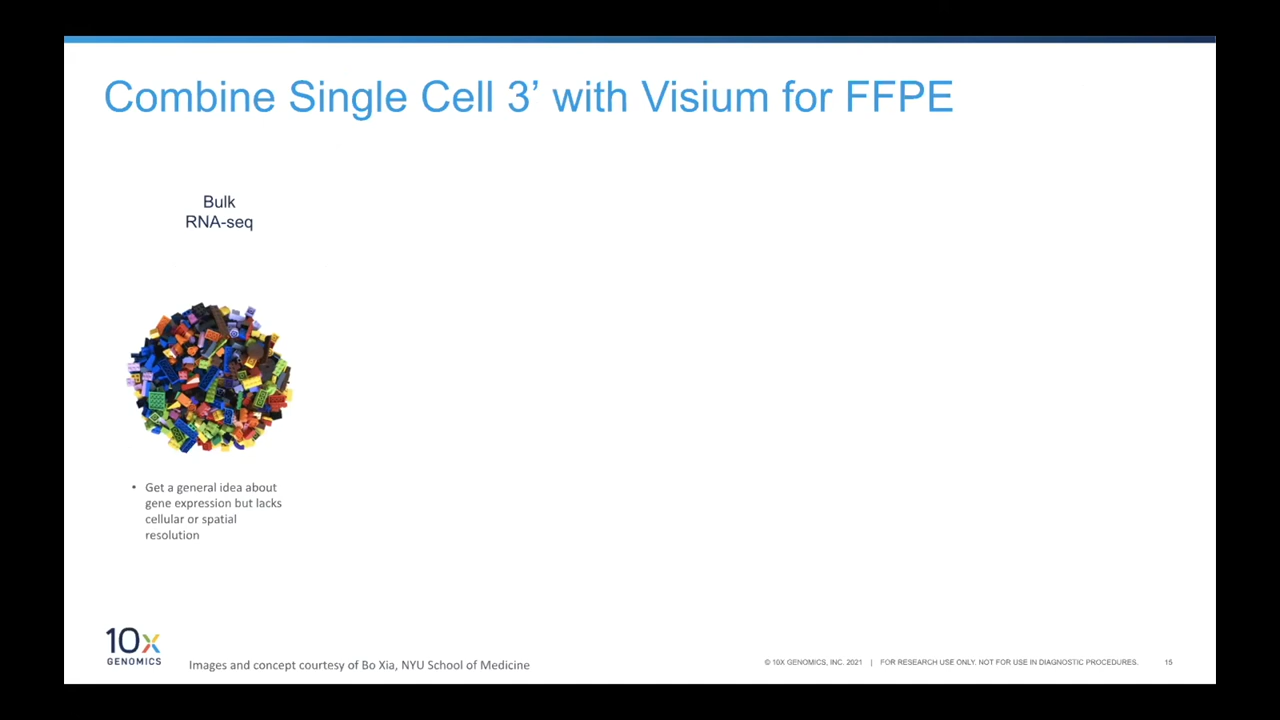 Combine Single Cell 3’ with Visium for FFPE
Bulk
RNA-seq
• Get a general idea about
gene expression but lacks
cellular or spatial
resolution
10x
GENOMICS
Images and concept courtesy of Bo Xia, NYU School of Medicine
© 10X GENOMICS, INC. 2021 | FOR RESEARCH USE ONLY. NOT FOR USE IN DIAGNOSTIC PROCEDURES. 15